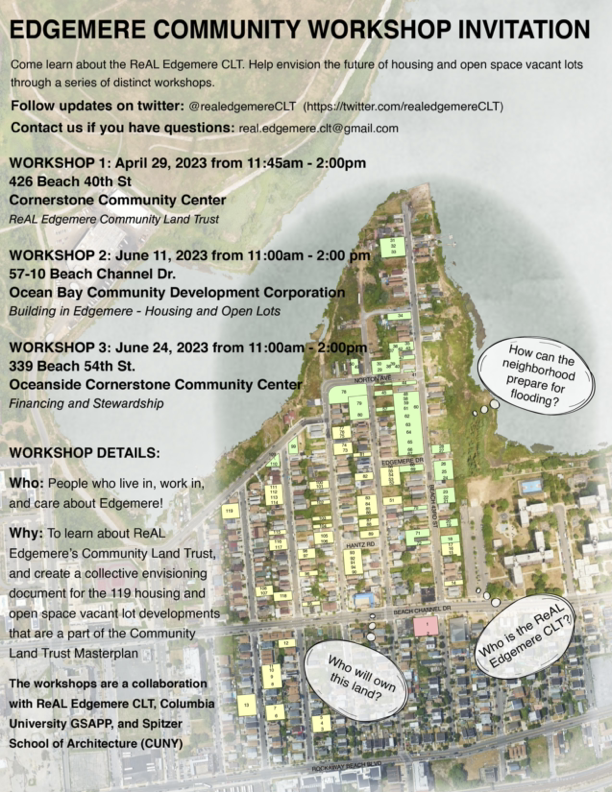 EDGEMERE COMMUNITY WORKSHOP INVITATION
Come learn about the ReAL Edgemere CLT. Help envision the future of housing and open space vacant lots
through a series of distinct workshops.
Follow updates on twitter: @realedgemereCLT (https://twitter.com/realedgemereCLT)
Contact us if you have questions: real.edgemere.clt@gmail.com
WORKSHOP 1: April 29, 2023 from 11:45am - 2:00pm
426 Beach 40th St
Cornerstone Community Center
ReAL Edgemere Community Land Trust
WORKSHOP 2: June 11, 2023 from 11:00am - 2:00 pm
57-10 Beach Channel Dr.
Ocean Bay Community Development Corporation
Building in Edgemere - Housing and Open Lots
WORKSHOP 3: June 24, 2023 from 11:00am - 2:00pm
339 Beach 54th St.
Oceanside Cornerstone Community Center
Financing and Stewardship
WORKSHOP DETAILS:
Who: People who live in, work in,
and care about Edgemere!
Why: To learn about ReAL
Edgemere's Community Land Trust,
and create a collective envisioning
document for the 119 housing and
open space vacant lot developments
that are a part of the Community
Land Trust Masterplan
The workshops are a collaboration
with ReAL Edgemere CLT, Columbia
University GSAPP, and Spitzer
School of Architecture (CUNY)
How can the
neighborhood
prepare for
flooding?
NORTON AVE
EDGEMERE DR
HANTZ RD
BEACH CHANNEL DR
Who is the ReAL
Edgemere CLT?
Who will own
this land?
ROCKAWAY BEACH BLVD